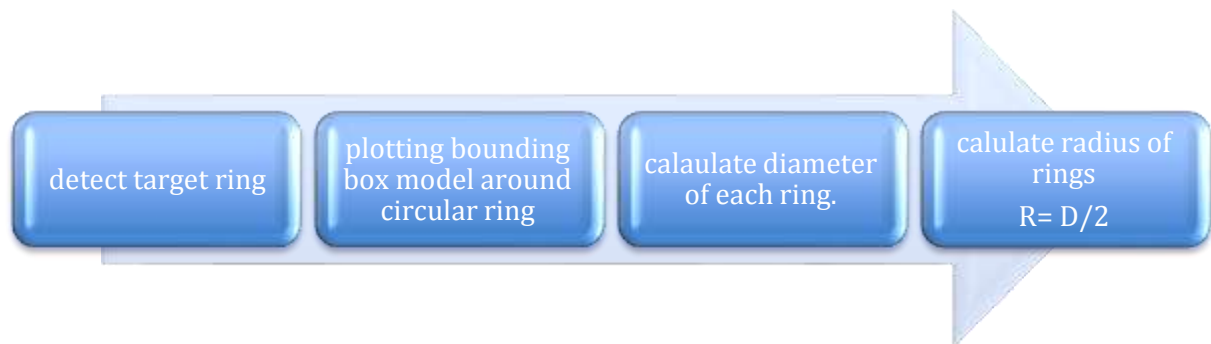 detect target ring
plotting bounding
box model around
circular ring
calaulate diameter
of each ring.
calulate radius of
rings
R= D/2